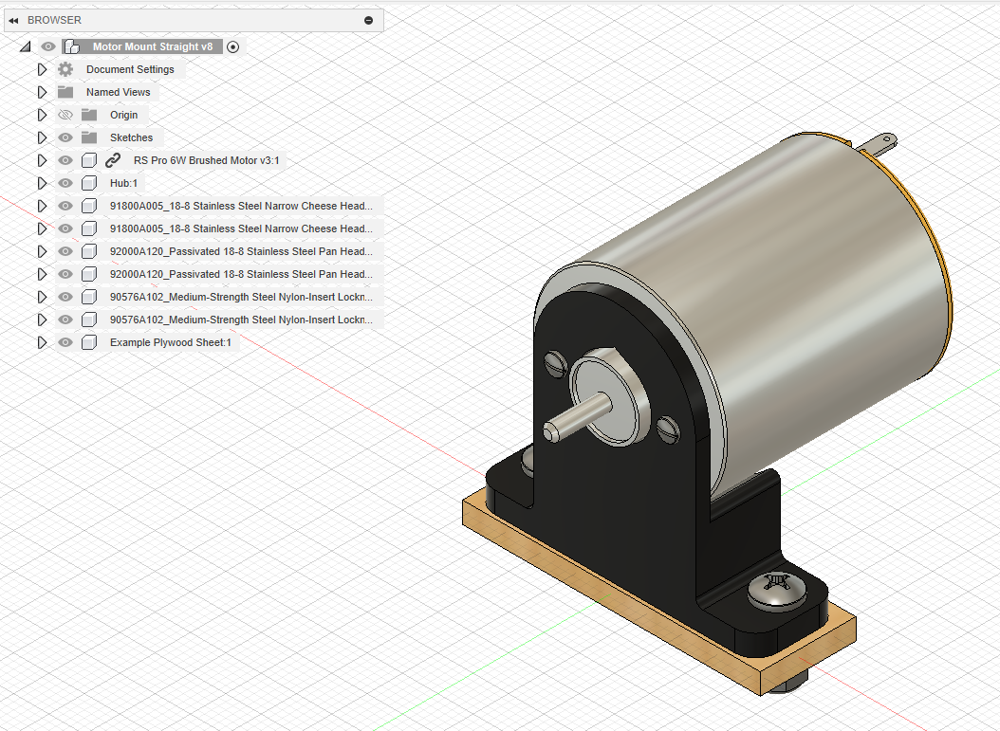 BROWSER
Motor Mount Straight v8
Document Settings
Named Views
Origin
Sketches
RS Pro 6W Brushed Motor v3:1
Hub:1
91800A005_18-8 Stainless Steel Narrow Cheese Head...
91800A005_18-8 Stainless Steel Narrow Cheese Head...
92000A120_Passivated 18-8 Stainless Steel Pan Head...
92000A120_Passivated 18-8 Stainless Steel Pan Head...
90576A102_Medium-Strength Steel Nylon-Insert Lockn...
90576A102_Medium-Strength Steel Nylon-Insert Lockn...
Example Plywood Sheet:1